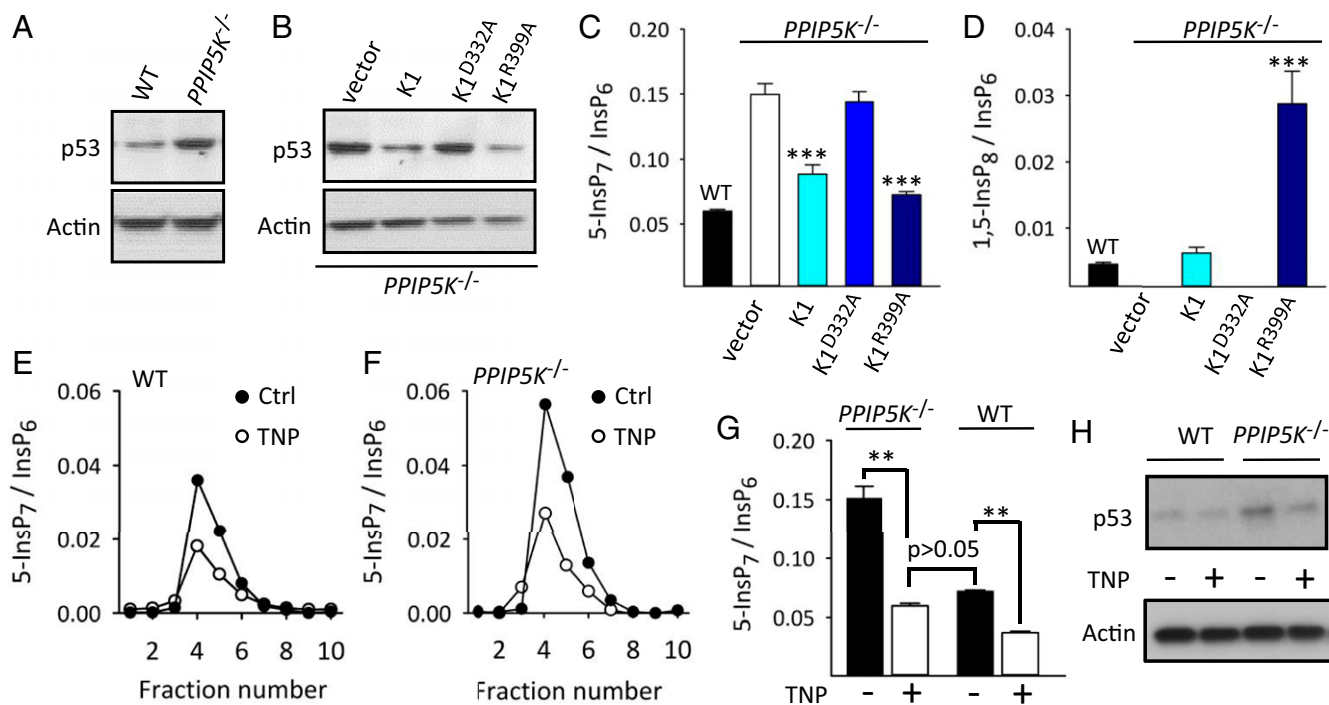 A
WT
PPIP5K-/-
p53
Actin
B
vector
K1
K1D332A
K1R399A
p53
Actin
PPIP5K-/-
C
PPIP5K-/-
5-InsP7 / InsP6
0.20
0.15
0.10
0.05
WT
***
***
vector
K1
K1D332A
K1R399A
D
PPIP5K-/-
1,5-InsP8 / InsP6
0.04
0.03
0.02
0.01
WT
***
vector
K1
K1D332A
K1R399A
E
WT
5-InsP7 / InsP6
0.06
0.04
0.02
0.00
Ctrl
TNP
2 4 6 8 10
Fraction number
F
PPIP5K-/-
5-InsP7 / InsP6
0.06
0.04
0.02
0.00
Ctrl
TNP
2 4 6 8 10
Fraction number
G
PPIP5K-/- WT
5-InsP7 / InsP6
0.20
0.15
0.10
0.05
**
**
p>0.05
TNP - + - +
H
WT PPIP5K-/-
p53
TNP - + - +
Actin